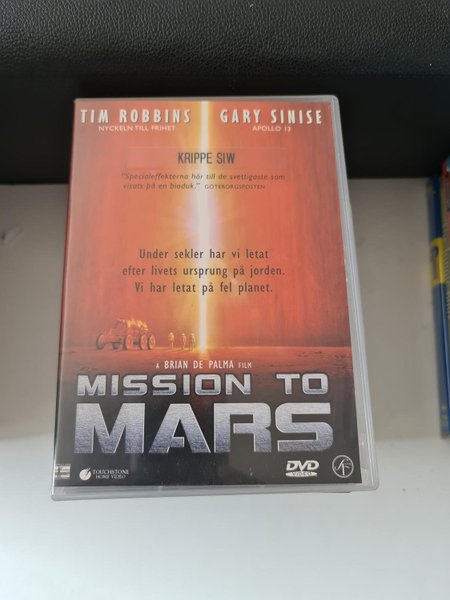 TIM ROBBINS GARY SINISE
NYCKELN TILL FRIHET APOLLO 13
KRIPPE SIW
"Specialeffekterna hör till de svettigaste som
visats på en bioduk." GÖTEBORGSPOSTEN
Under sekler har vi letat
efter livets ursprung på jorden.
Vi har letat på fel planet.
A BRIAN DE PALMA FILM
MISSION TO
MARS
TOUCHSTONE
HOME VIDEO
DVD
VIDEO